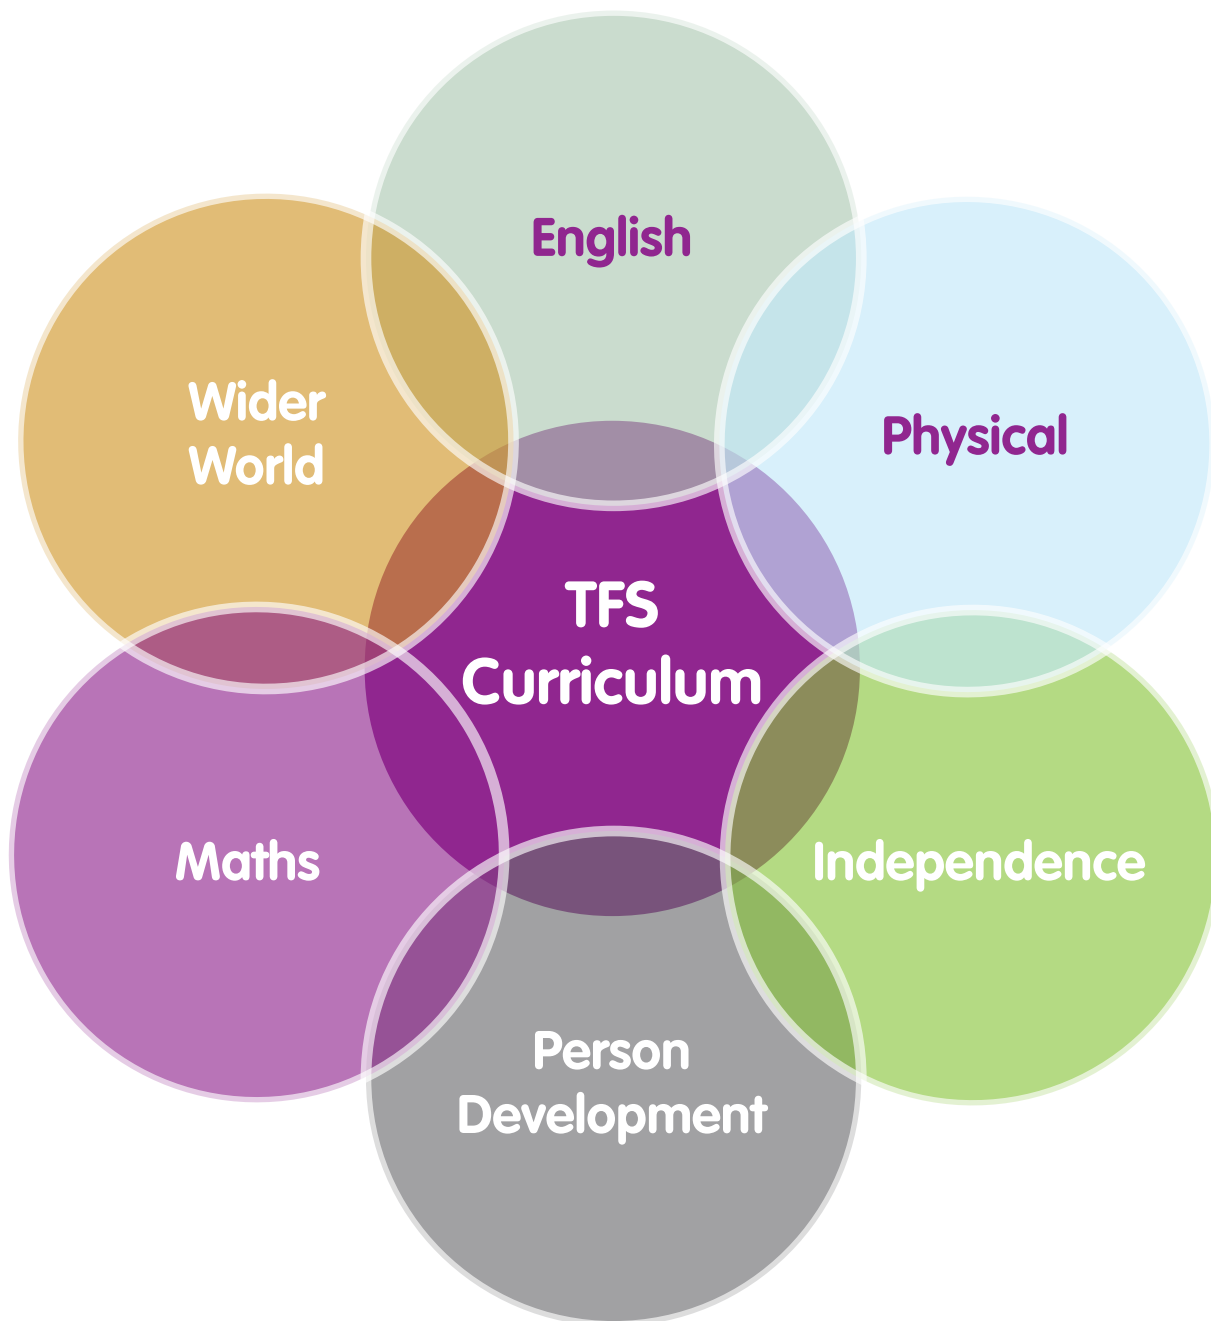 English
Wider
World
Physical
TFS
Curriculum
Maths
Independence
Person
Development